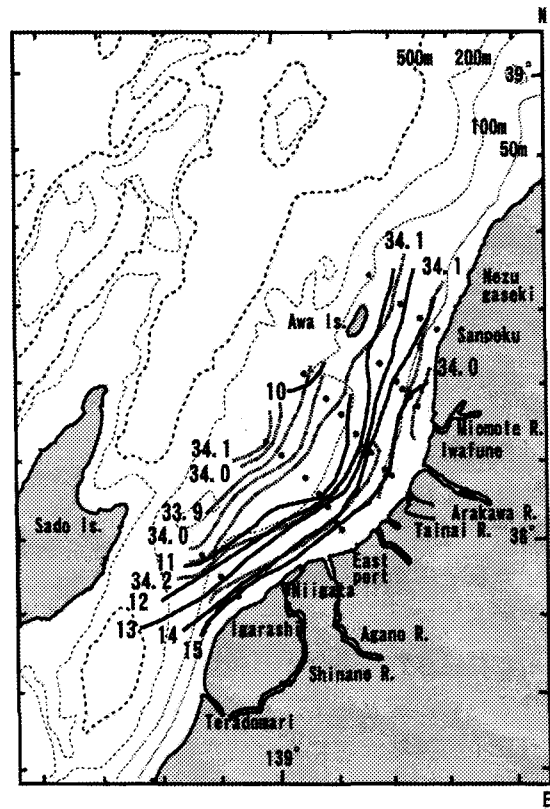 N
500m 200m
39°
100m
50m
34.1
34.1
Nezu
gaseki
Awa Is.
Sanpoku
34.0
10
Miomote R.
Iwafune
34.1
34.0
33.9
34.0
Arakawa R.
Tainai R.
38°
Sado Is.
11
34.2
East
port
12
Niigata
13
14
Igarashi
15
Agano R.
Shinano R.
Teradomari
139°
E